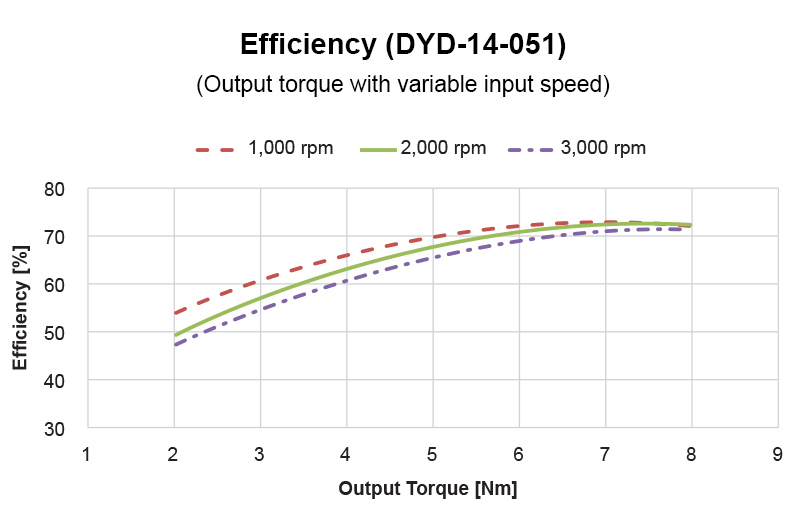 Efficiency (DYD-14-051)
(Output torque with variable input speed)
1,000 rpm 2,000 rpm 3,000 rpm
80
70
60
50
40
30
Efficiency [%]
1 2 3 4 5 6 7 8 9
Output Torque [Nm]